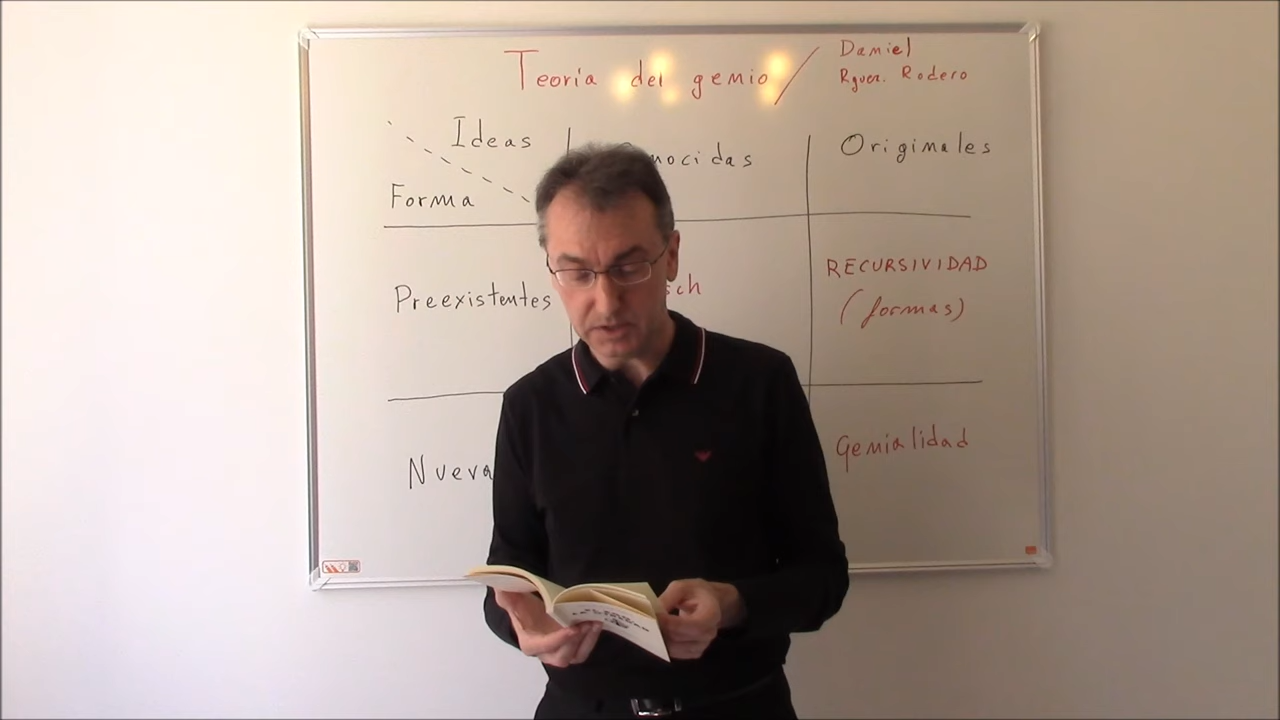 Teoría del genio /
Daniel
Rguez. Rodero
Ideas
Originales
Forma
RECURSIVIDAD
Preexistentes
(formas)
Genialidad